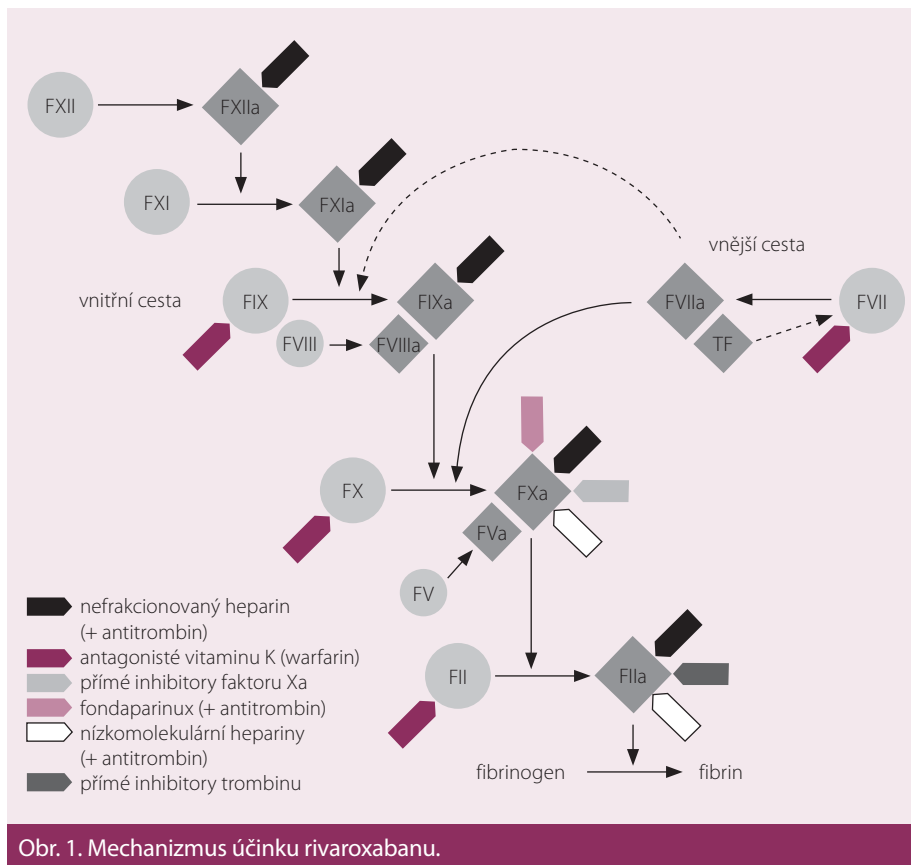 FXII
FXIIa
FXI
FXIa
vnější cesta
vnitřní cesta
FIX
FIXa
FVIIa
FVII
FVIII
FVIIIa
TF
FX
FXa
FVa
FV
nefrakcionovaný heparin
(+ antitrombin)
antagonisté vitaminu K (warfarin)
přímé inhibitory faktoru Xa
fondaparinux (+ antitrombin)
nízkomolekulární hepariny
(+ antitrombin)
přímé inhibitory trombinu
FII
FIIa
fibrinogen
fibrin
Obr. 1. Mechanizmus účinku rivaroxabanu.